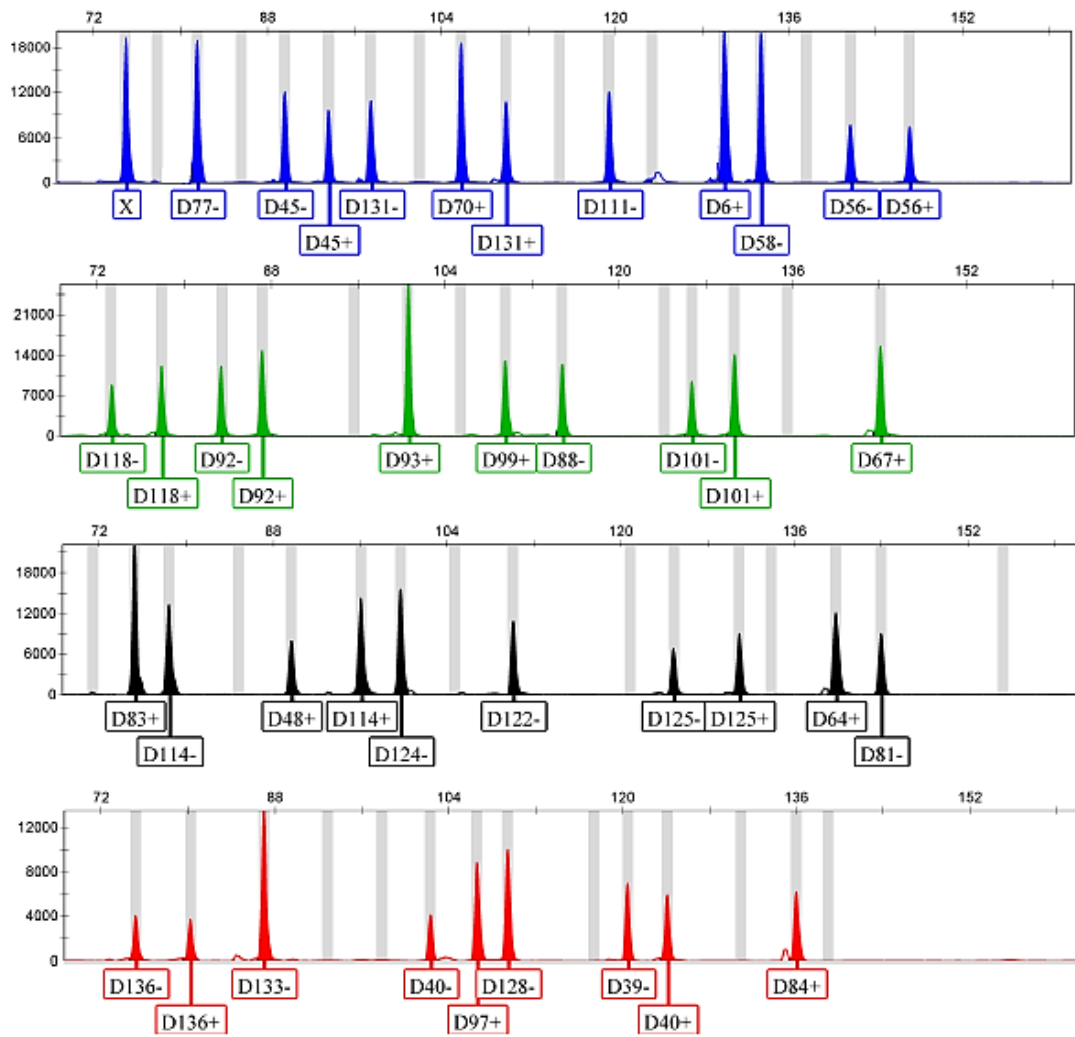 72 88 104 120 136 152
18000
12000
6000
0
X D77- D45- D131- D70+ D111- D6+ D56- D56+
D45+ D131+ D58-
72 88 104 120 136 152
21000
14000
7000
0
D118- D92- D93+ D99+ D88- D101- D67+
D118+ D92+ D101+
72 88 104 120 136 152
18000
12000
6000
0
D83+ D48+ D114+ D122- D125- D125+ D64+
D114- D124- D81-
72 88 104 120 136 152
12000
8000
4000
0
D136- D133- D40- D128- D39- D84+
D136+ D97+ D40+